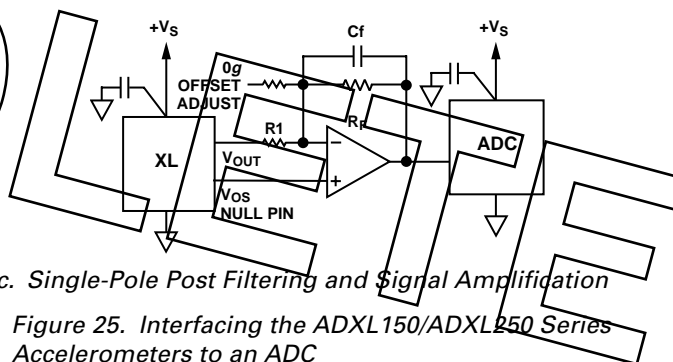 +VS
Cf
+VS
0g
OFFSET
ADJUST
R1
RF
ADC
XL
VOUT
VOS
NULL PIN
c. Single-Pole Post Filtering and Signal Amplification
Figure 25. Interfacing the ADXL150/ADXL250 Series
Accelerometers to an ADC
LETE